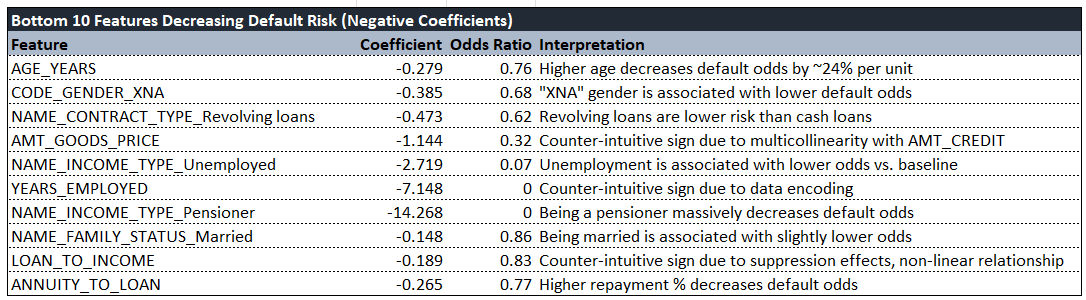 Bottom 10 Features Decreasing Default Risk (Negative Coefficients)
Feature Coefficient Odds Ratio Interpretation
AGE_YEARS -0.279 0.76 Higher age decreases default odds by ~24% per unit
CODE_GENDER_XNA -0.385 0.68 "XNA" gender is associated with lower default odds
NAME_CONTRACT_TYPE_Revolving loans -0.473 0.62 Revolving loans are lower risk than cash loans
AMT_GOODS_PRICE -1.144 0.32 Counter-intuitive sign due to multicollinearity with AMT_CREDIT
NAME_INCOME_TYPE_Unemployed -2.719 0.07 Unemployment is associated with lower odds vs. baseline
YEARS_EMPLOYED -7.148 0 Counter-intuitive sign due to data encoding
NAME_INCOME_TYPE_Pensioner -14.268 0 Being a pensioner massively decreases default odds
NAME_FAMILY_STATUS_Married -0.148 0.86 Being married is associated with slightly lower odds
LOAN_TO_INCOME -0.189 0.83 Counter-intuitive sign due to suppression effects, non-linear relationship
ANNUITY_TO_LOAN -0.265 0.77 Higher repayment % decreases default odds